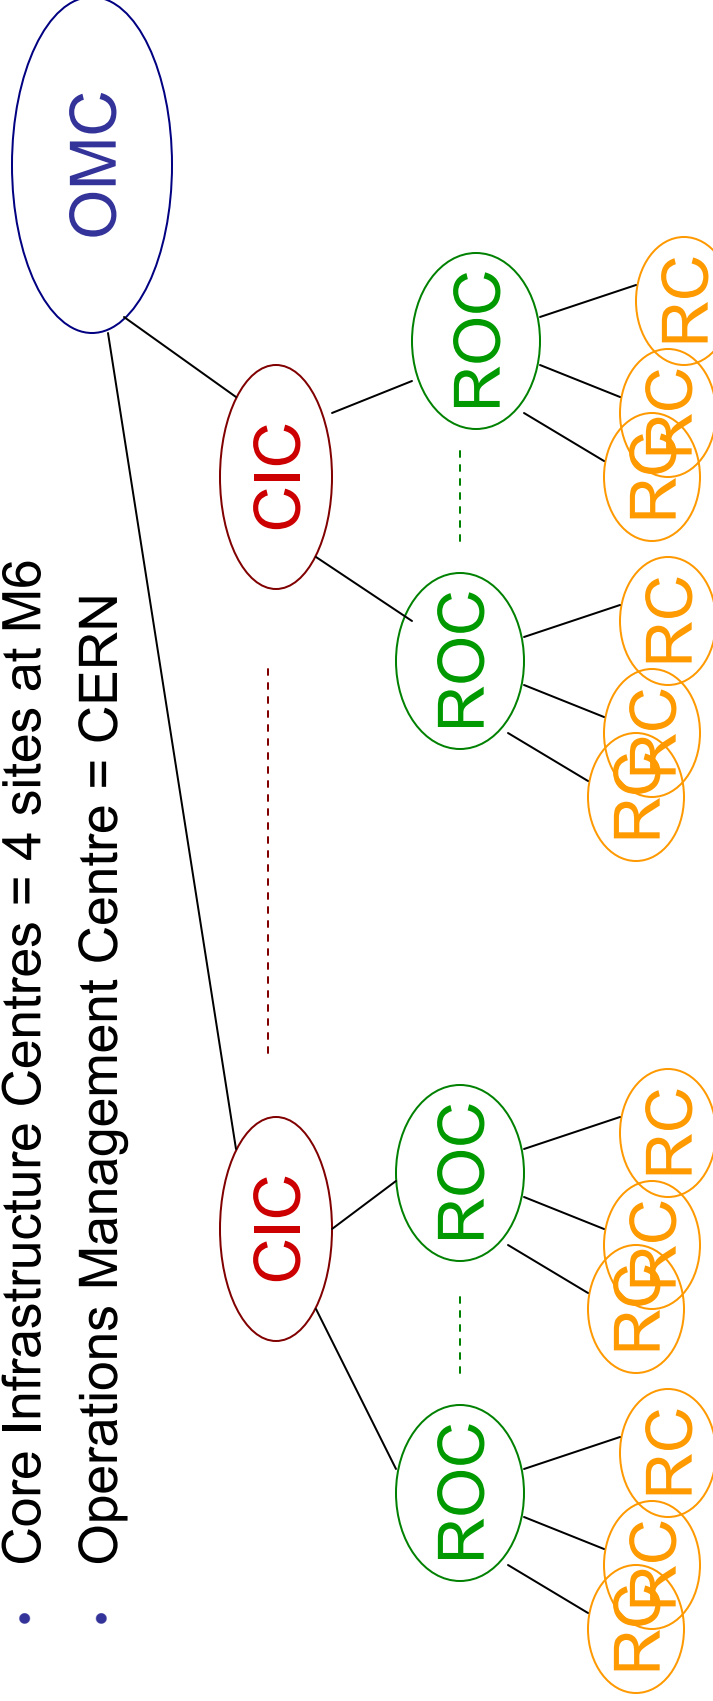 • Core Infrastructure Centres = 4 sites at M6
• Operations Management Centre = CERN
OMC
CIC
CIC
ROC
ROC
ROC
ROC
RC
RC
RC
RC
RC
RC
RC
RC
RC
RC
RC
RC